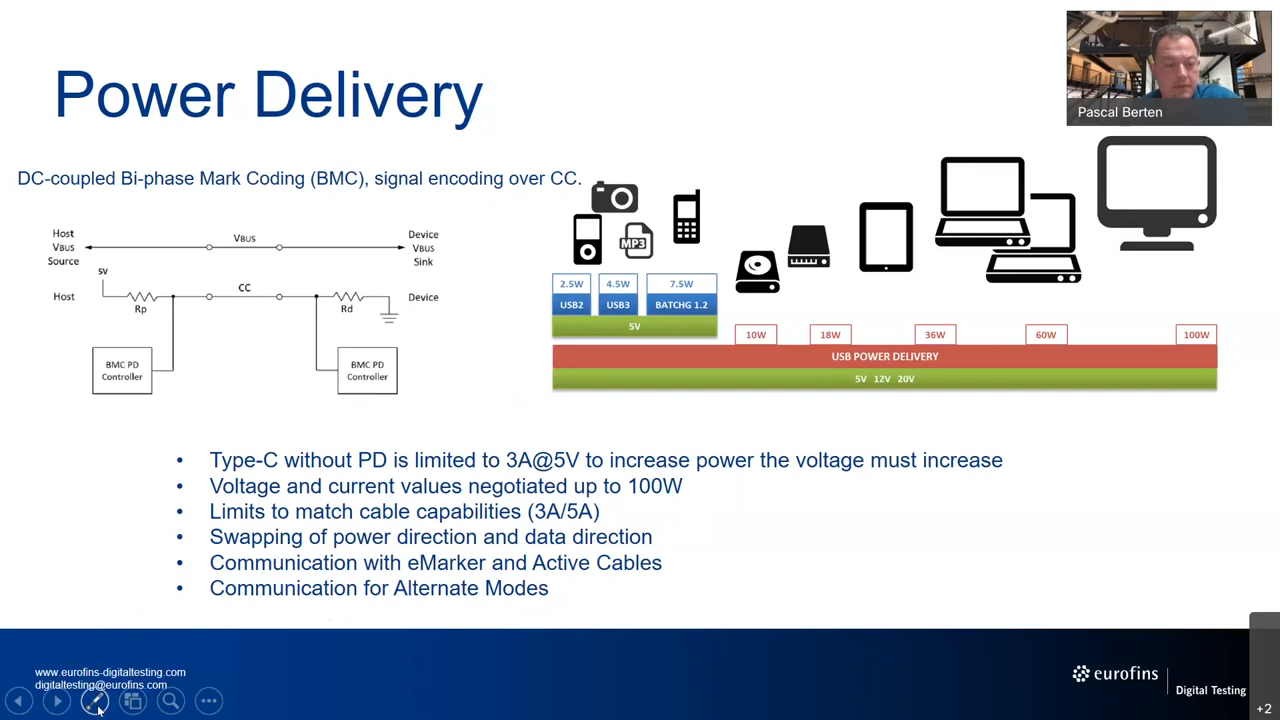 Power Delivery
Pascal Berten
DC-coupled Bi-phase Mark Coding (BMC), signal encoding over CC.
Host
VBUS
Source
VBUS
Device
VBUS
Sink
5V
CC
Host
Rp
Rd
Device
BMC PD
Controller
BMC PD
Controller
MP3
2.5W
4.5W
7.5W
USB2
USB3
BATCHG 1.2
5V
10W
18W
36W
60W
100W
USB POWER DELIVERY
5V 12V 20V
• Type-C without PD is limited to 3A@5V to increase power the voltage must increase
• Voltage and current values negotiated up to 100W
• Limits to match cable capabilities (3A/5A)
• Swapping of power direction and data direction
• Communication with eMarker and Active Cables
• Communication for Alternate Modes
www.eurofins-digitaltesting.com
digitaltesting@eurofins.com
eurofins
Digital Testing
+2